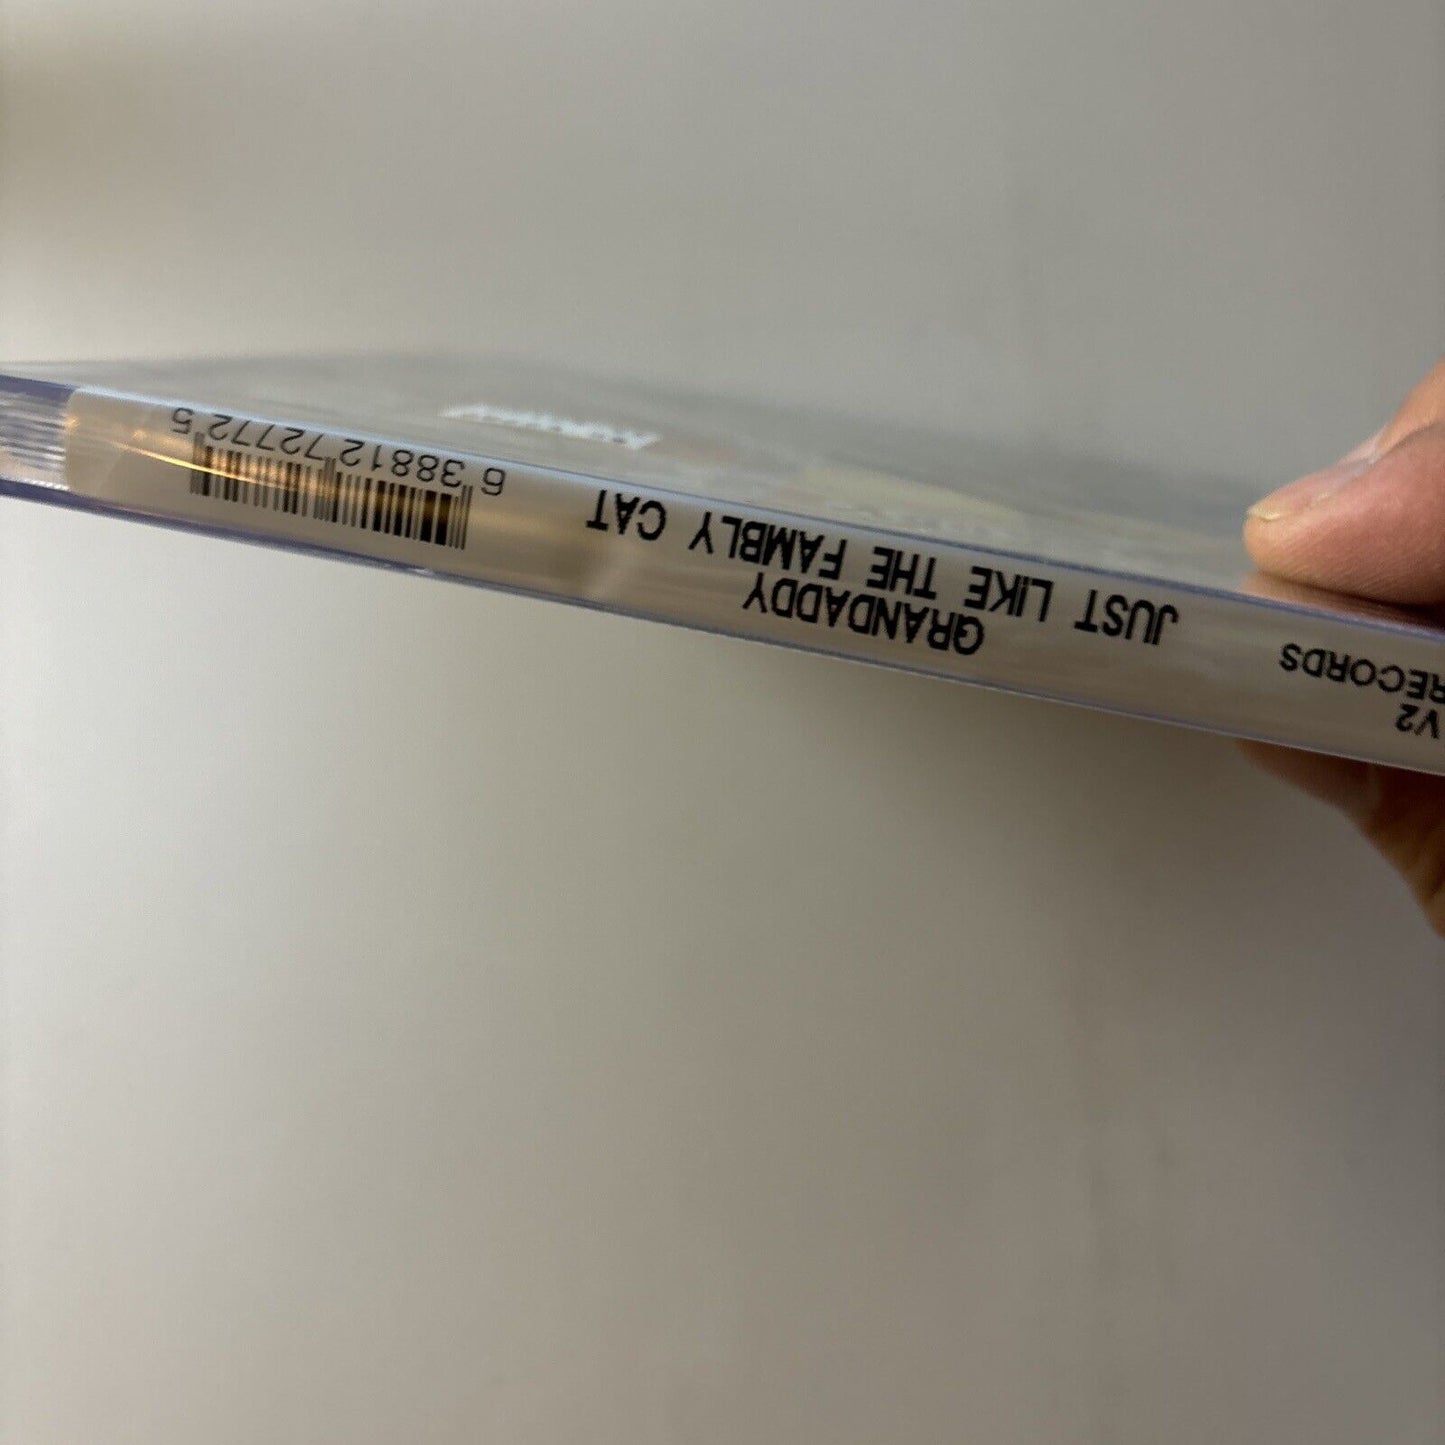 V2
RECORDS
GRANDADDY
JUST LIKE THE FAMBLY CAT
6 38812 72772 5